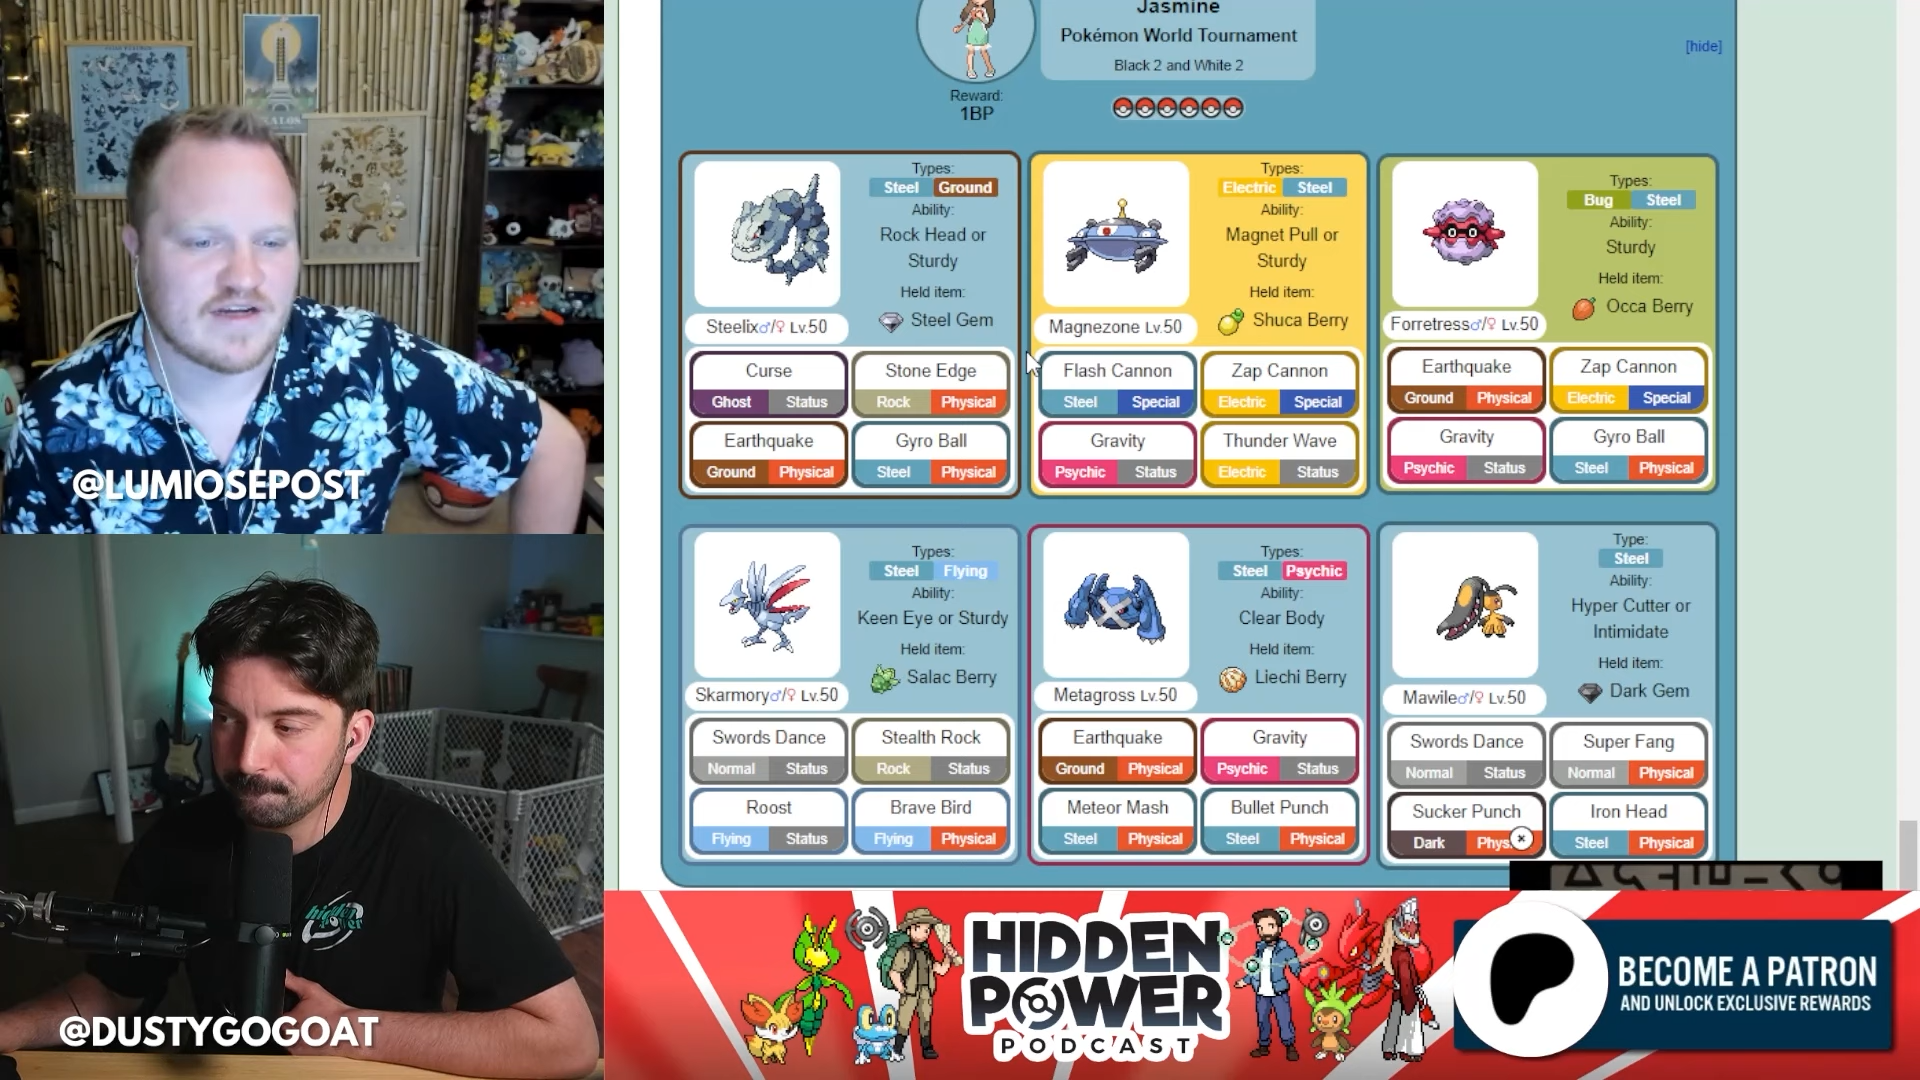 Jasmine
Pokémon World Tournament
Black 2 and White 2
[hide]
Reward:
1BP
Types:
Steel Ground
Ability:
Rock Head or
Sturdy
Held item:
Steel Gem
Steelix♂/♀ Lv.50
Curse
Ghost Status
Stone Edge
Rock Physical
Earthquake
Ground Physical
Gyro Ball
Steel Physical
Types:
Electric Steel
Ability:
Magnet Pull or
Sturdy
Held item:
Shuca Berry
Magnezone Lv.50
Flash Cannon
Steel Special
Zap Cannon
Electric Special
Gravity
Psychic Status
Thunder Wave
Electric Status
Types:
Bug Steel
Ability:
Sturdy
Held item:
Occa Berry
Forretress♂/♀ Lv.50
Earthquake
Ground Physical
Zap Cannon
Electric Special
Gravity
Psychic Status
Gyro Ball
Steel Physical
Types:
Steel Flying
Ability:
Keen Eye or Sturdy
Held item:
Salac Berry
Skarmory♂/♀ Lv.50
Swords Dance
Normal Status
Stealth Rock
Rock Status
Roost
Flying Status
Brave Bird
Flying Physical
Types:
Steel Psychic
Ability:
Clear Body
Held item:
Liechi Berry
Metagross Lv.50
Earthquake
Ground Physical
Gravity
Psychic Status
Meteor Mash
Steel Physical
Bullet Punch
Steel Physical
Type:
Steel
Ability:
Hyper Cutter or
Intimidate
Held item:
Dark Gem
Mawile♂/♀ Lv.50
Swords Dance
Normal Status
Super Fang
Normal Physical
Sucker Punch
Dark Phys
Iron Head
Steel Physical
@LUMIOSEPOST
@DUSTYGOGOAT
hidden
power
HIDDEN
POWER
PODCAST
BECOME A PATRON
AND UNLOCK EXCLUSIVE REWARDS